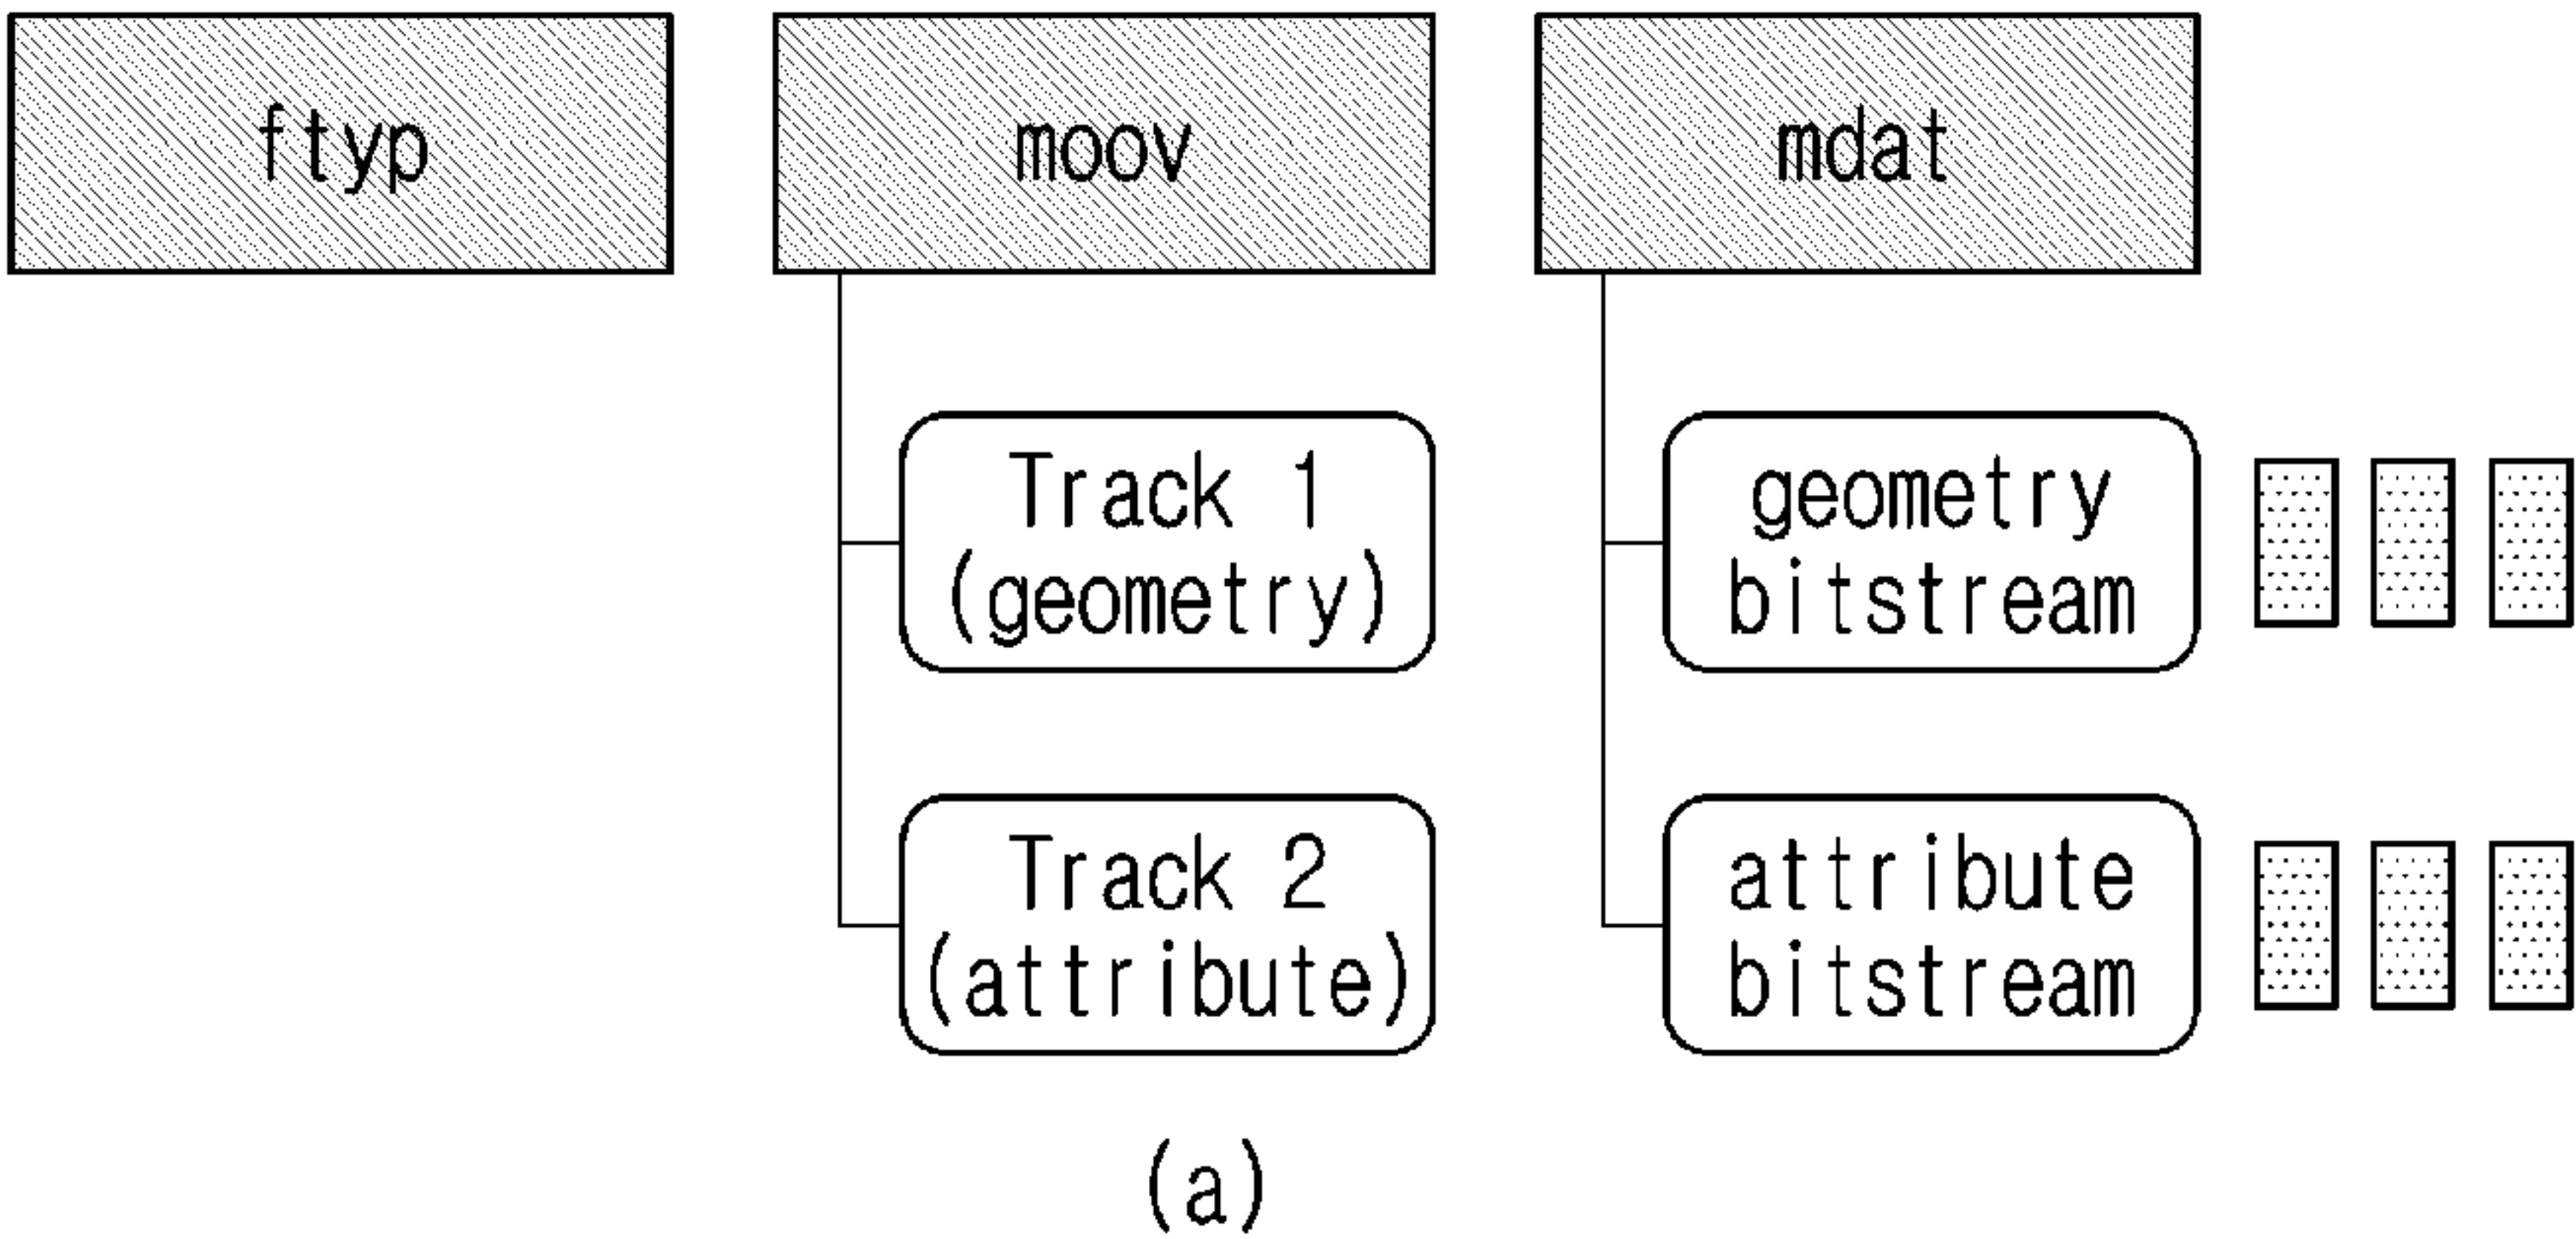 ftyp
moov
mdat
Track 1
(geometry)
geometry
bitstream
Track 2
(attribute)
attribute
bitstream
(a)